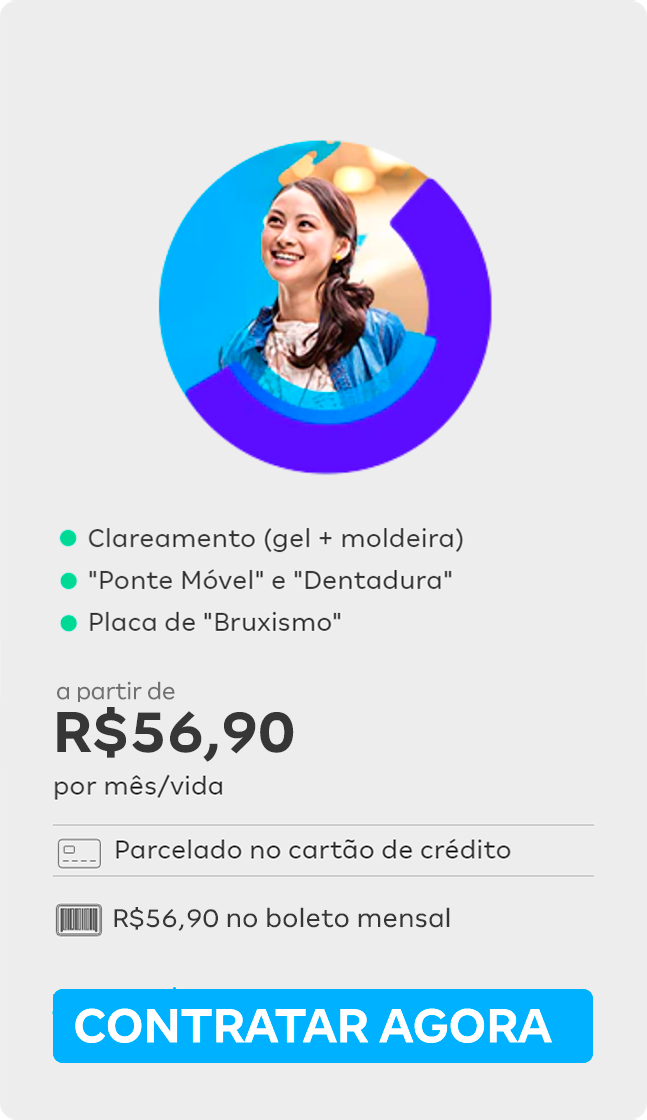 Clareamento (gel + moldeira)
"Ponte Móvel" e "Dentadura"
Placa de "Bruxismo"
a partir de
R$56,90
por mês/vida
Parcelado no cartão de crédito
R$56,90 no boleto mensal
CONTRATAR AGORA